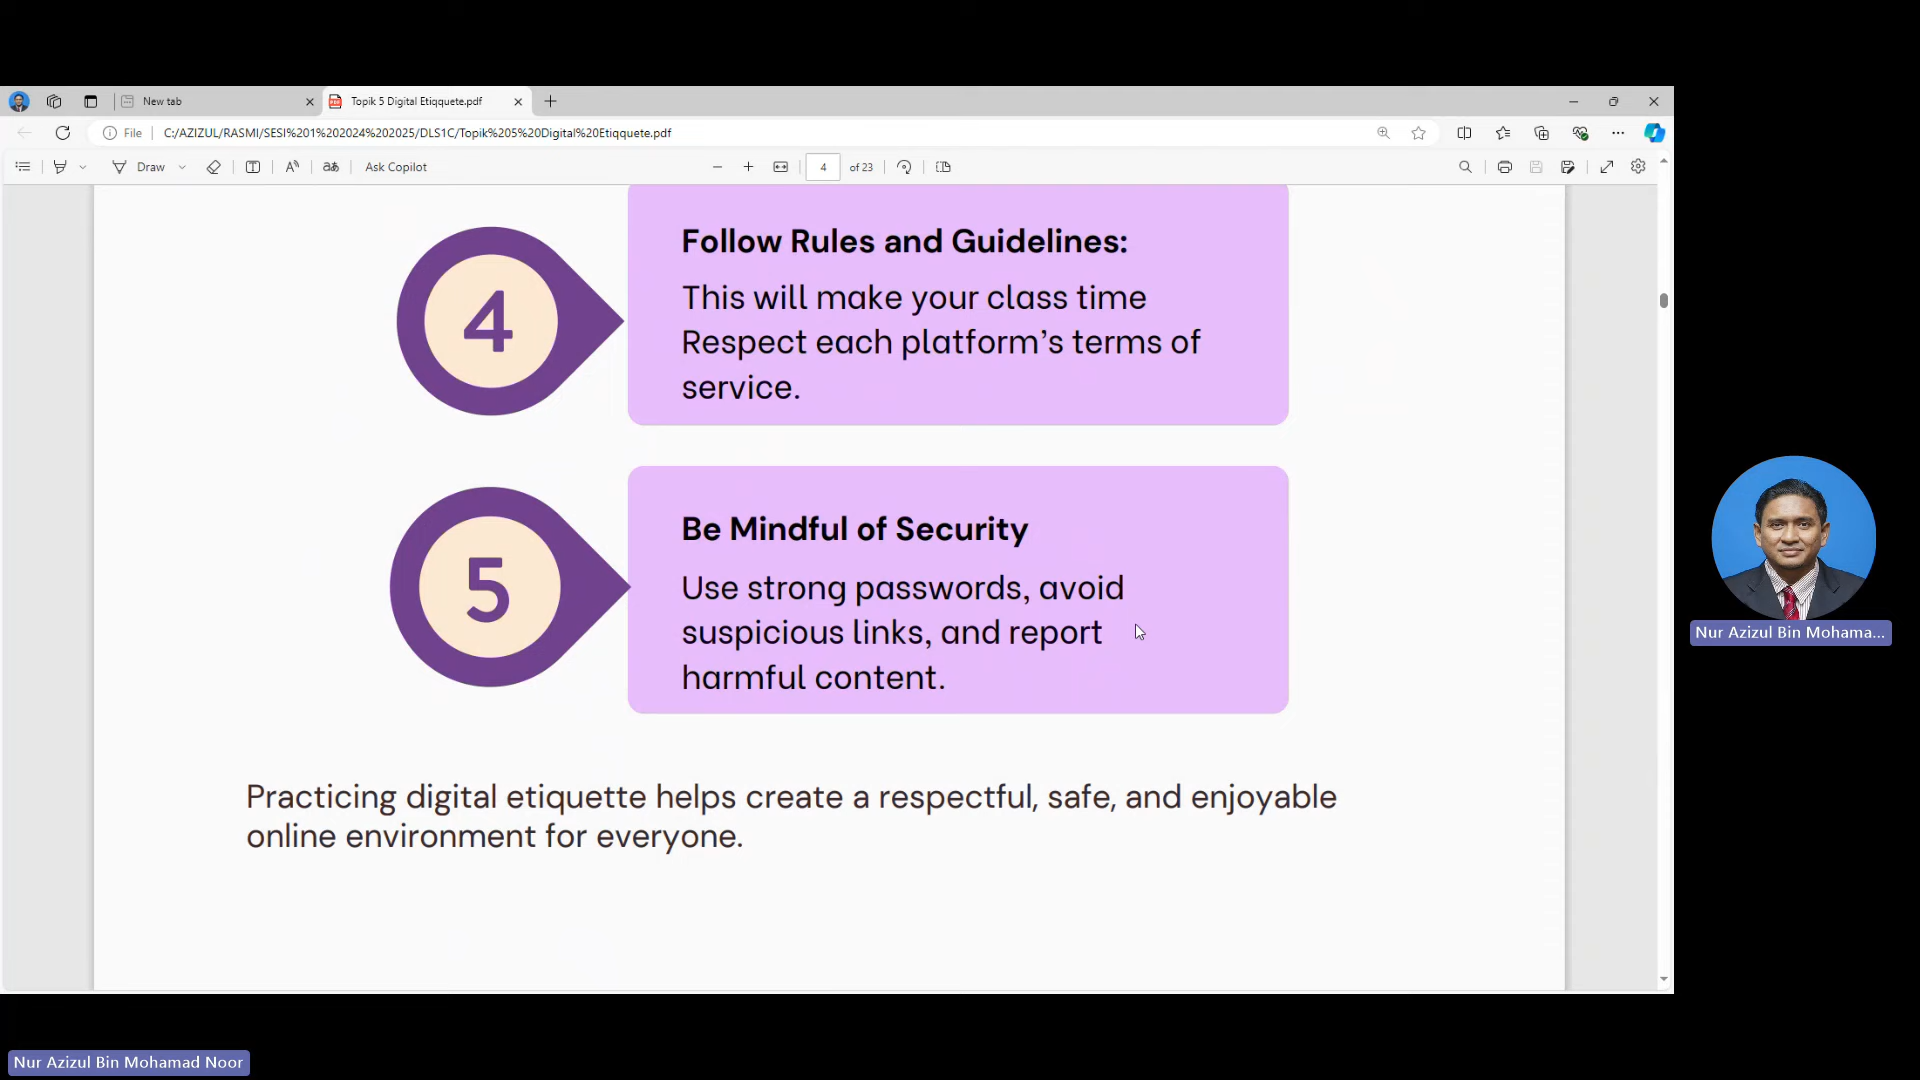 New tab
Topik 5 Digital Etiqquete.pdf
File
C:/AZIZUL/RASMI/SESI%201%202024%202025/DLS1C/Topik%205%20Digital%20Etiqquete.pdf
Draw
Ask Copilot
4
of 23
4
Follow Rules and Guidelines:
This will make your class time
Respect each platform’s terms of
service.
5
Be Mindful of Security
Use strong passwords, avoid
suspicious links, and report
harmful content.
Practicing digital etiquette helps create a respectful, safe, and enjoyable
online environment for everyone.
Nur Azizul Bin Mohama...
Nur Azizul Bin Mohamad Noor